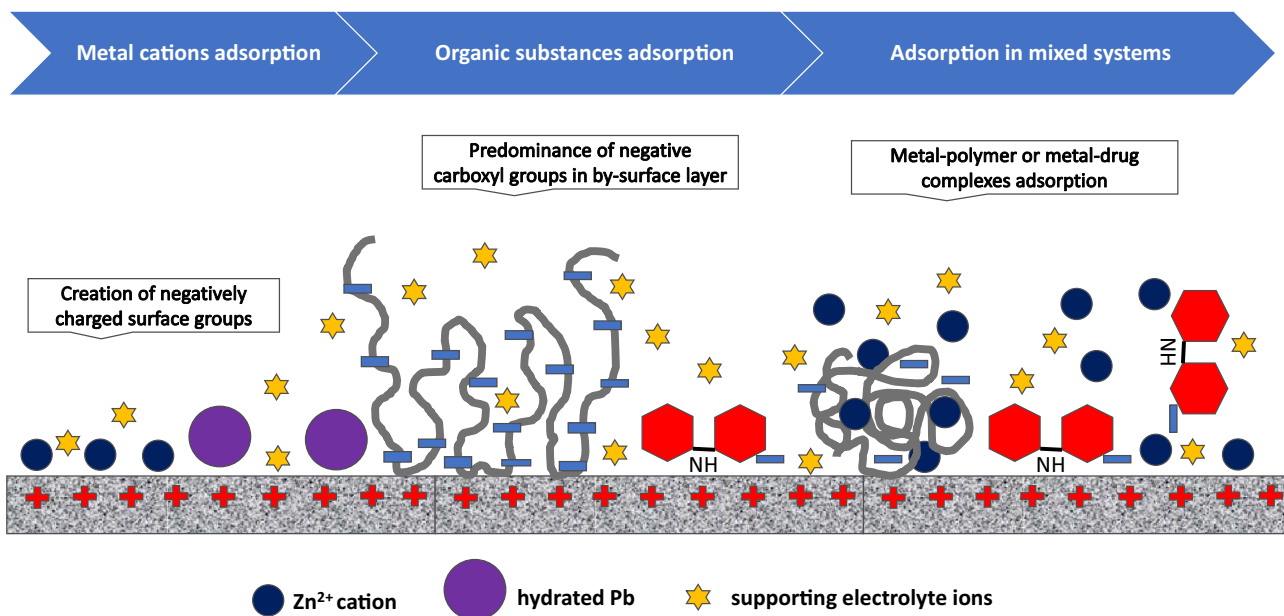 Metal cations adsorption
Organic substances adsorption
Adsorption in mixed systems
Predominance of negative
carboxyl groups in by-surface layer
Metal-polymer or metal-drug
complexes adsorption
Creation of negatively
charged surface groups
NH
NH
HN
Zn²⁺ cation
hydrated Pb
supporting electrolyte ions